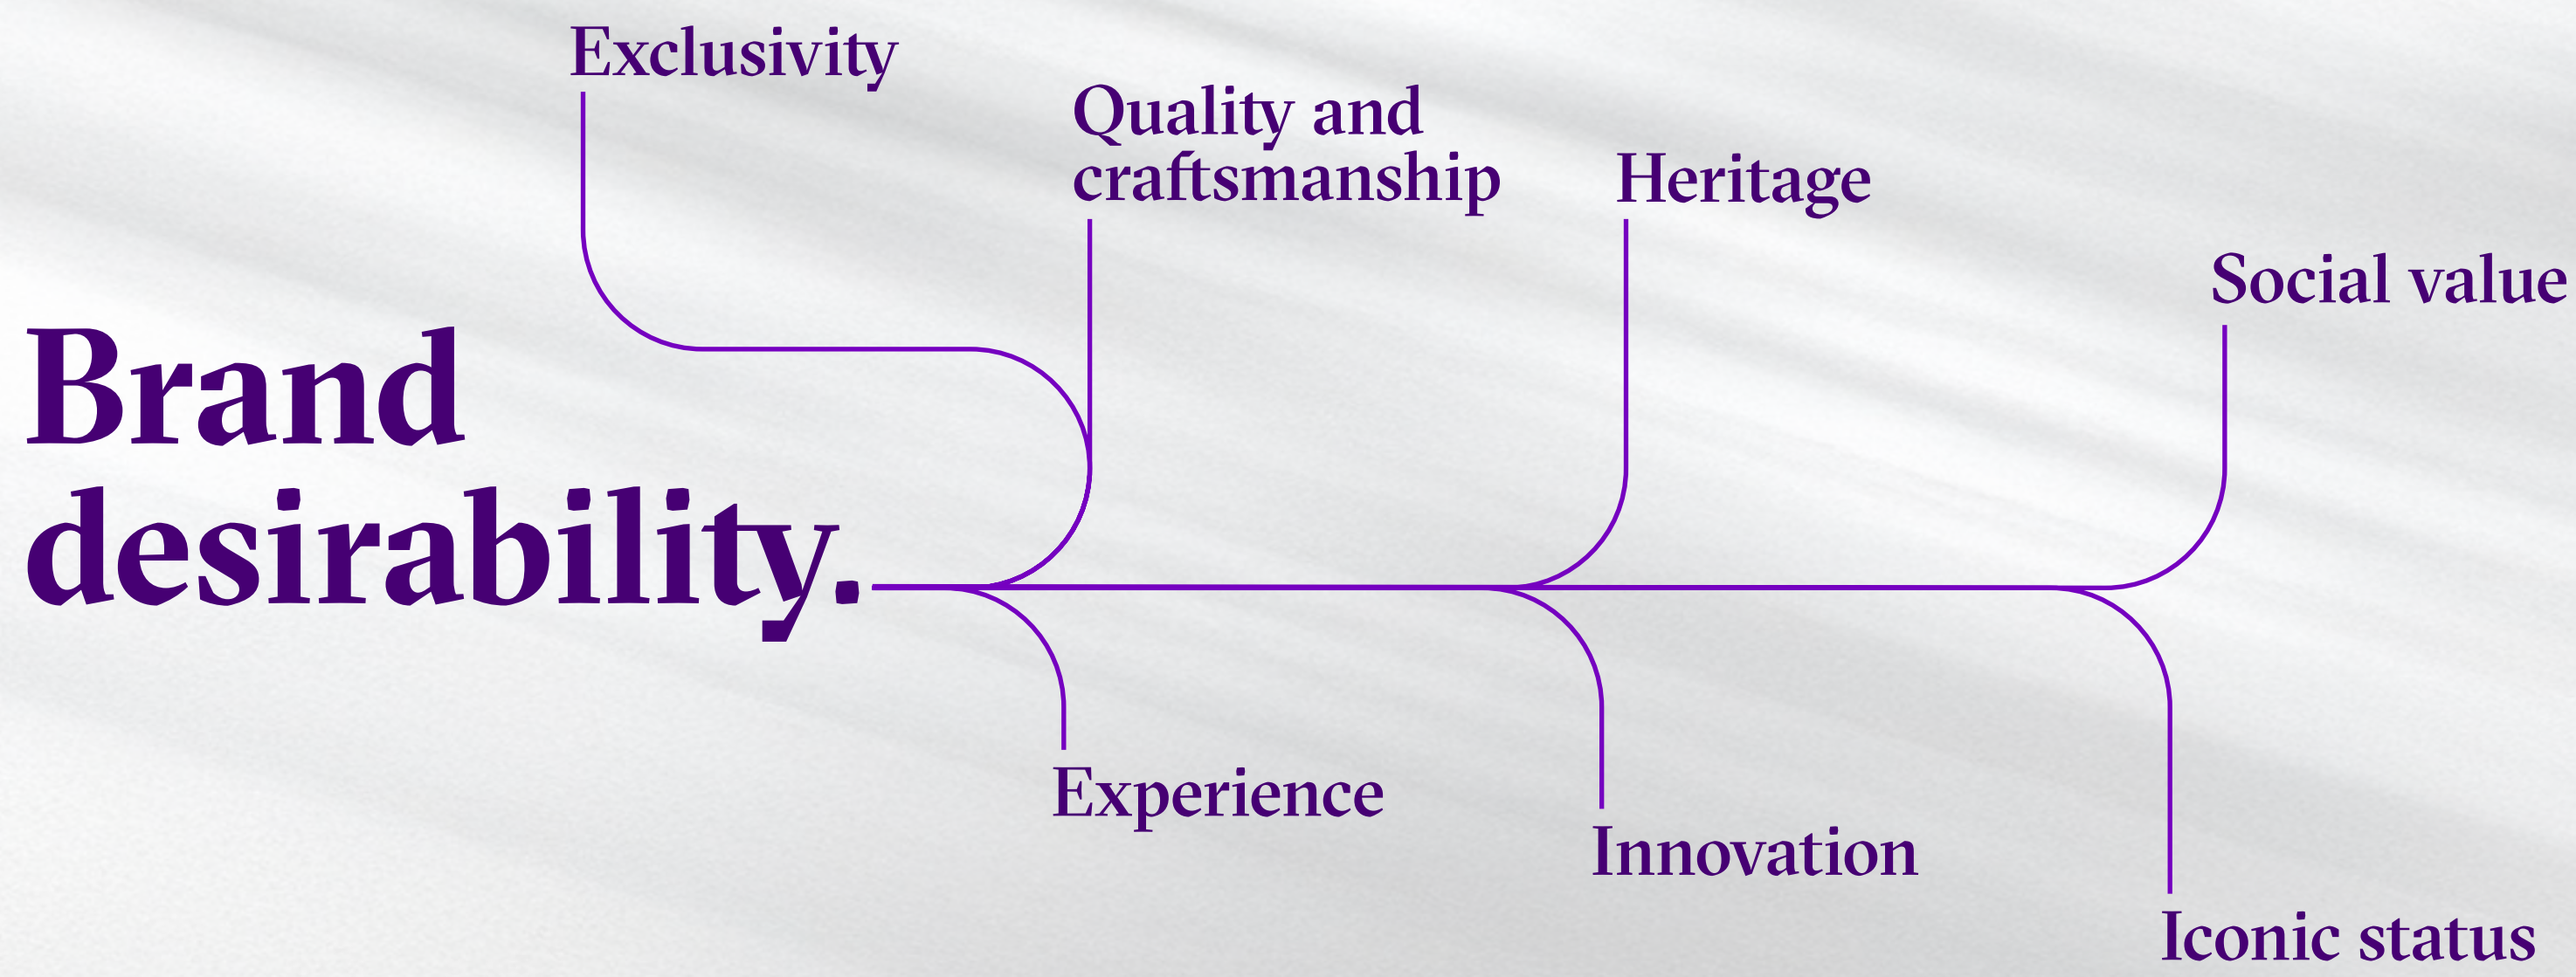 Exclusivity
Quality and
craftsmanship
Heritage
Social value
Brand
desirability.
Experience
Innovation
Iconic status